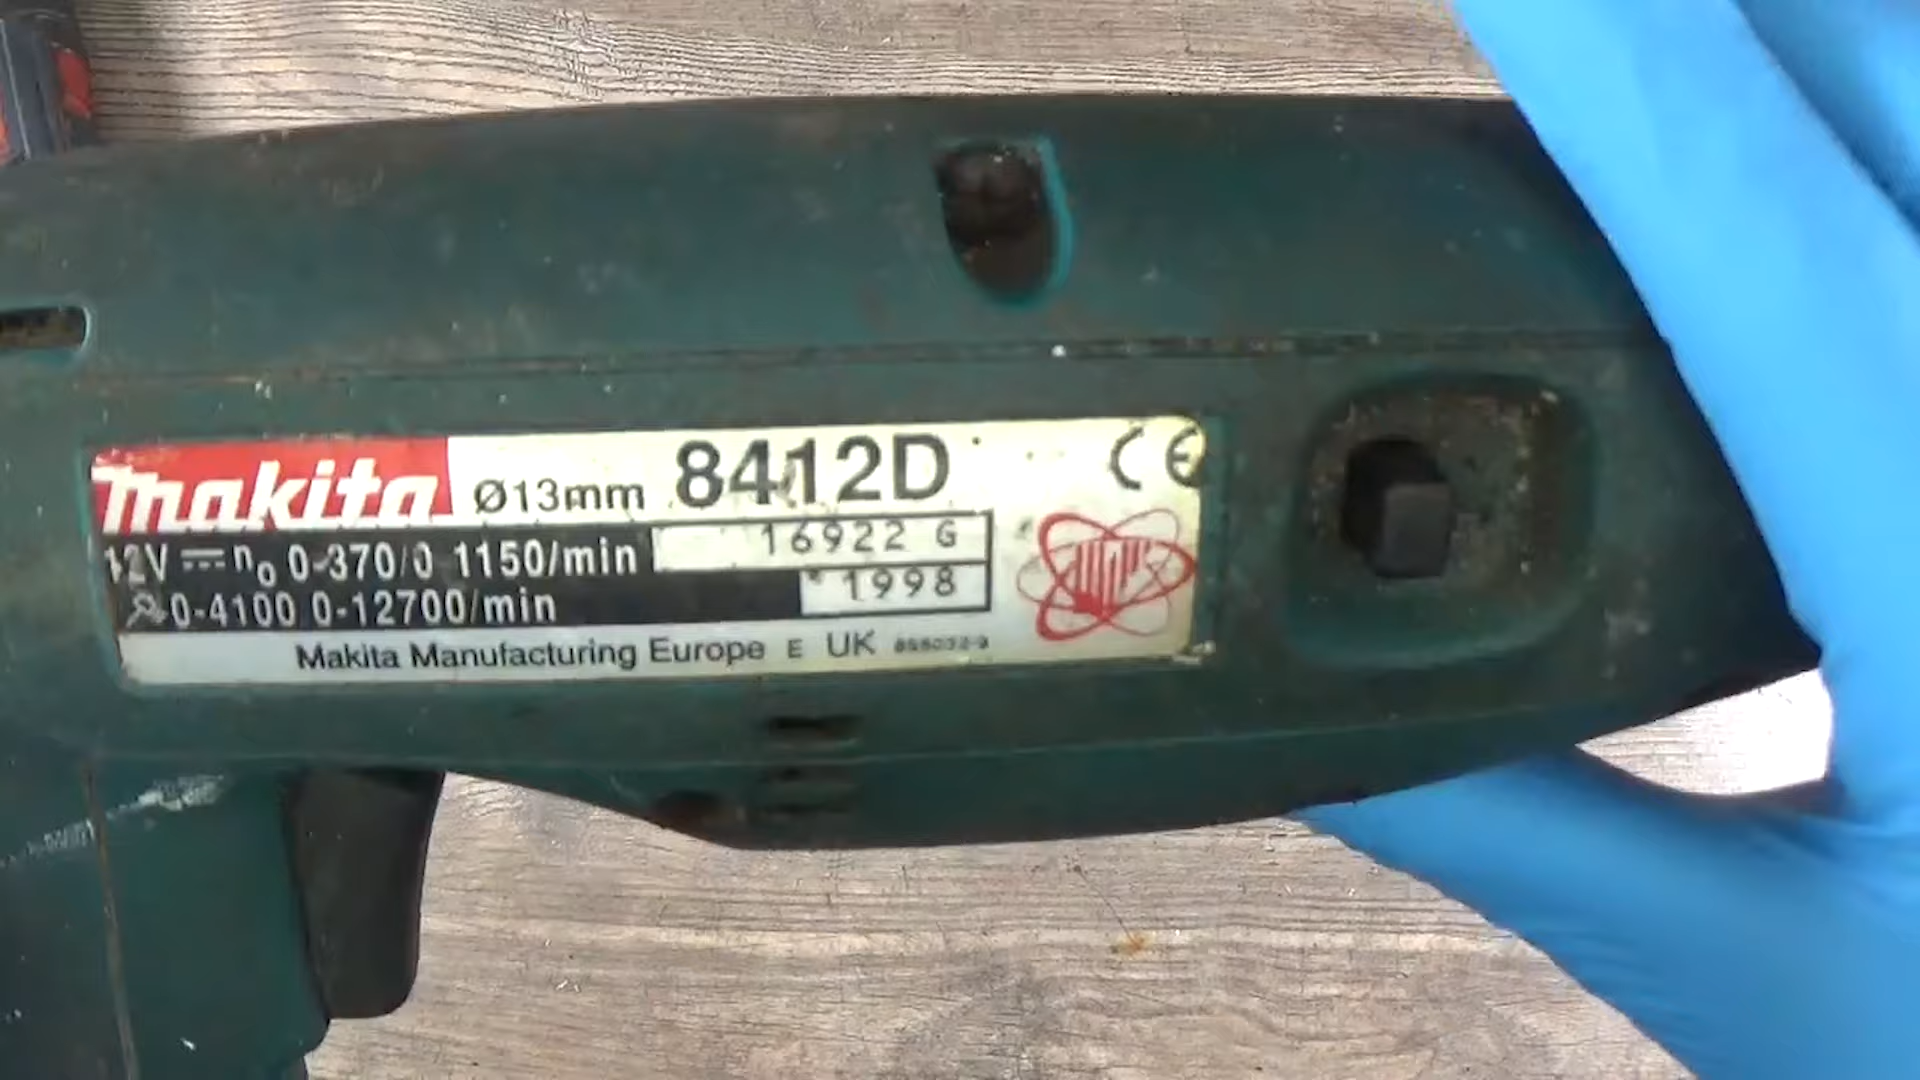 makita Ø13mm 8412D CE
12V n₀ 0-370/0 1150/min 16922 G
0-4100 0-12700/min 1998
Makita Manufacturing Europe E UK